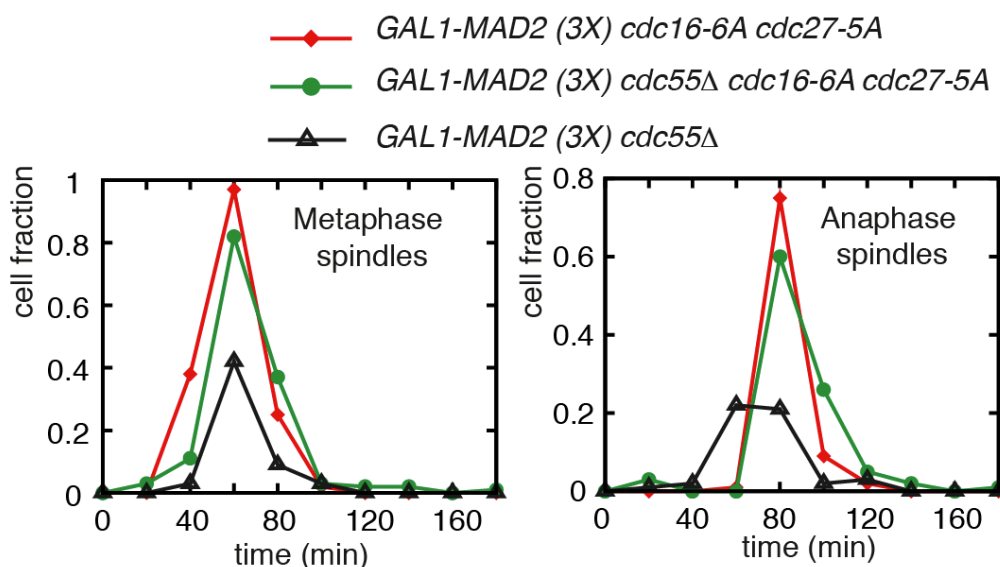 GAL1-MAD2 (3X) cdc16-6A cdc27-5A
GAL1-MAD2 (3X) cdc55Δ cdc16-6A cdc27-5A
GAL1-MAD2 (3X) cdc55Δ
cell fraction
1
0.8
0.6
0.4
0.2
0
Metaphase
spindles
0 40 80 120 160
time (min)
cell fraction
0.8
0.6
0.4
0.2
0
Anaphase
spindles
0 40 80 120 160
time (min)